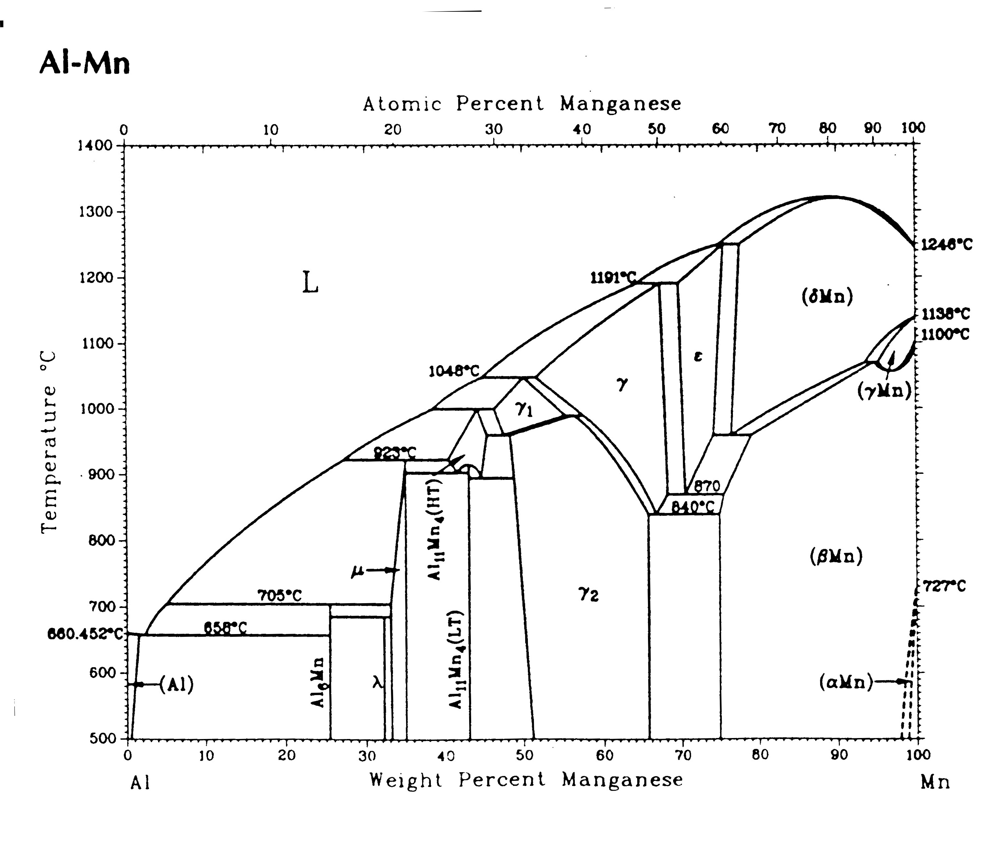 Al-Mn
Atomic Percent Manganese
0 10 20 30 40 50 60 70 80 90 100
1400
1300
1200
1100
1000
900
800
700
600
500
Temperature °C
L
1246°C
1191°C
(δMn)
1138°C
1100°C
ε
1048°C
γ
(γMn)
γ1
923°C
870
840°C
Al11Mn4(HT)
(βMn)
μ
γ2
727°C
705°C
658°C
660.452°C
Al11Mn4(LT)
Al6Mn
λ
(Al)
(αMn)
0 10 20 30 40 50 60 70 80 90 100
Al Weight Percent Manganese Mn